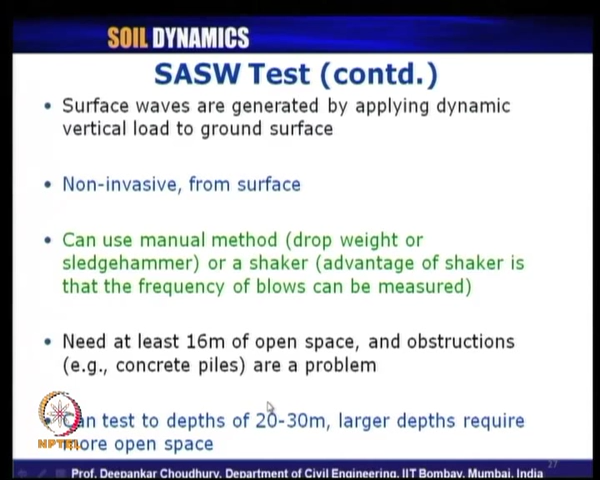 SOIL DYNAMICS
SASW Test (contd.)
• Surface waves are generated by applying dynamic
vertical load to ground surface
• Non-invasive, from surface
• Can use manual method (drop weight or
sledgehammer) or a shaker (advantage of shaker is
that the frequency of blows can be measured)
• Need at least 16m of open space, and obstructions
(e.g., concrete piles) are a problem
• Can test to depths of 20-30m, larger depths require
more open space
NPTEL
27
Prof. Deepankar Choudhury, Department of Civil Engineering, IIT Bombay, Mumbai, India